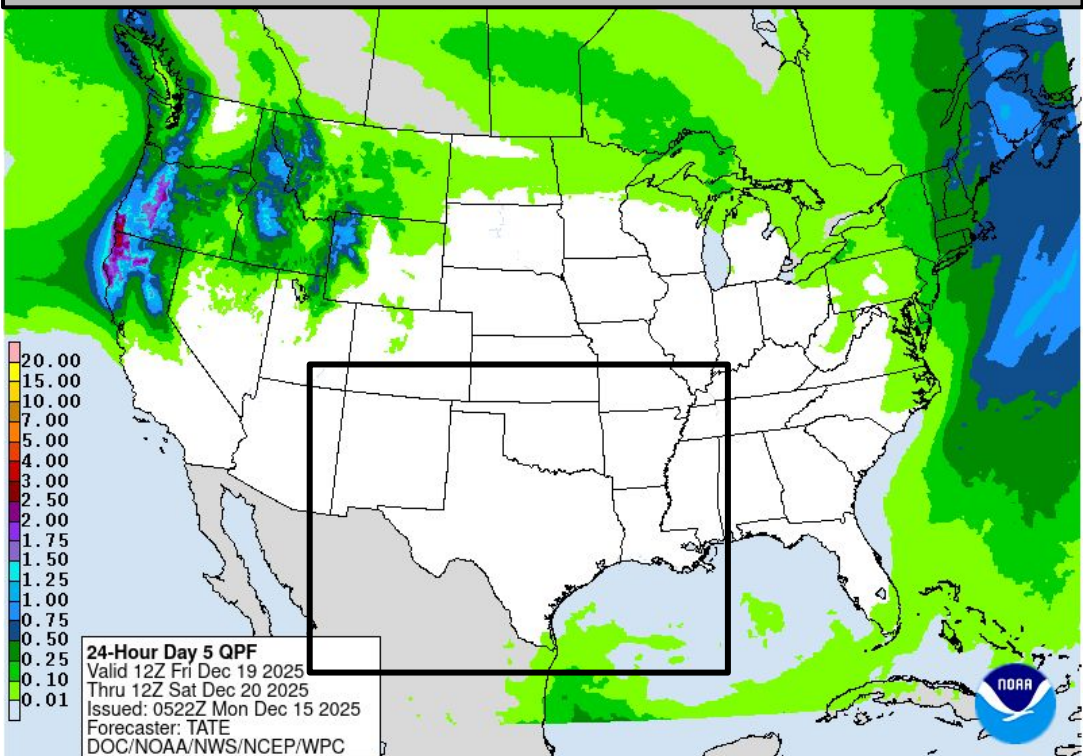 20.00
15.00
10.00
7.00
5.00
4.00
3.00
2.50
2.00
1.75
1.50
1.25
1.00
0.75
0.50
0.25
0.10
0.01
24-Hour Day 5 QPF
Valid 12Z Fri Dec 19 2025
Thru 12Z Sat Dec 20 2025
Issued: 0522Z Mon Dec 15 2025
Forecaster: TATE
DOC/NOAA/NWS/NCEP/WPC
NOAA